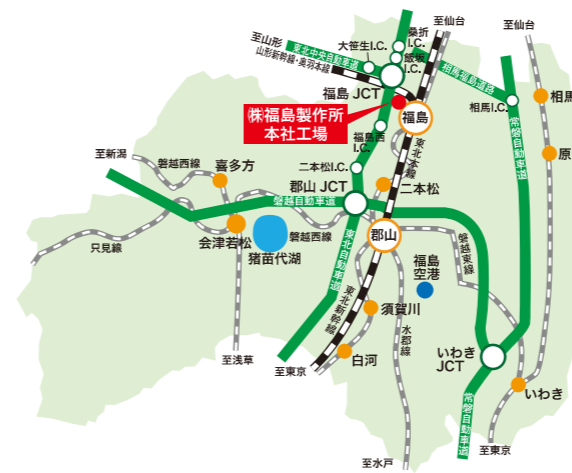 至仙台
至仙台
桑折
I.C.
大笹生I.C.
至山形
東北中央自動車道
山形新幹線・奥羽本線
飯坂
I.C.
相馬福島道路
福島 JCT
相馬
相馬I.C.
㈱福島製作所
本社工場
福島
福島西
I.C.
常磐自動車道
東北本線
原
至新潟
磐越西線
喜多方
二本松I.C.
二本松
郡山 JCT
磐越自動車道
会津若松
猪苗代湖
磐越西線
郡山
只見線
東北自動車道
福島
空港
磐越東線
東北新幹線
須賀川
水郡線
至浅草
白河
至東京
いわき
JCT
いわき
常磐自動車道
至東京
至水戸